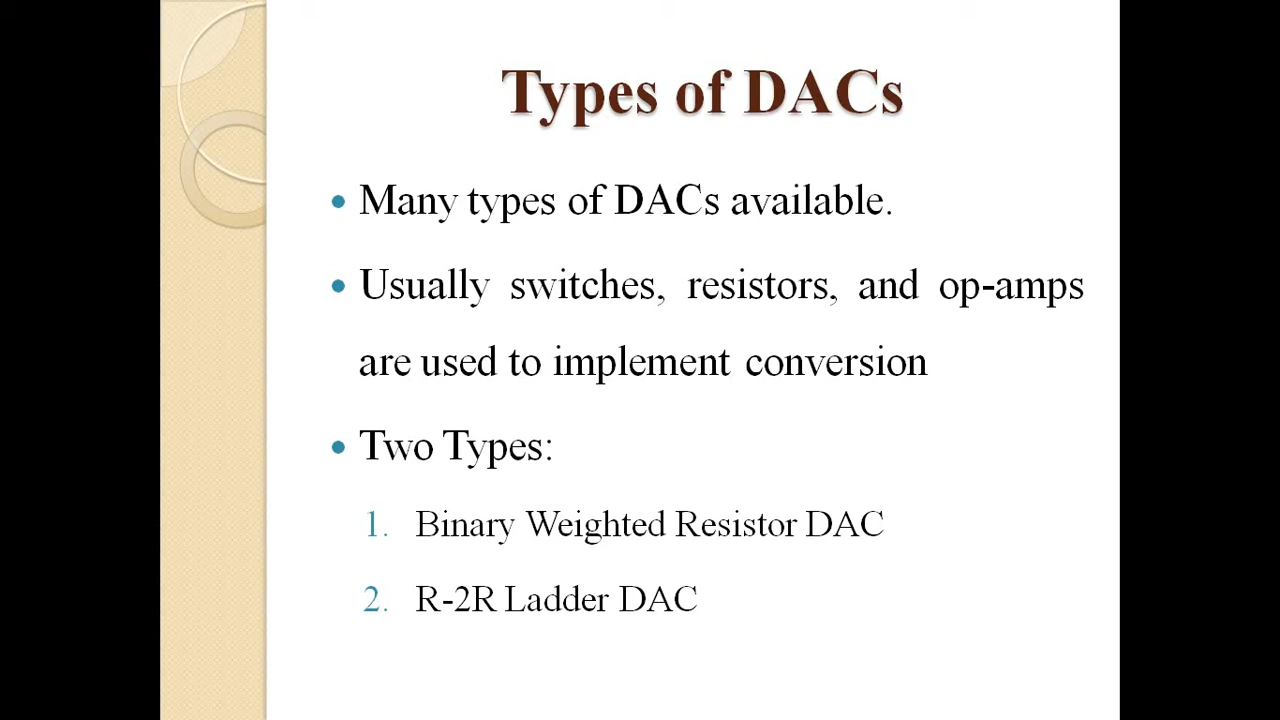 Types of DACs
• Many types of DACs available.
• Usually switches, resistors, and op-amps
are used to implement conversion
• Two Types:
1. Binary Weighted Resistor DAC
2. R-2R Ladder DAC